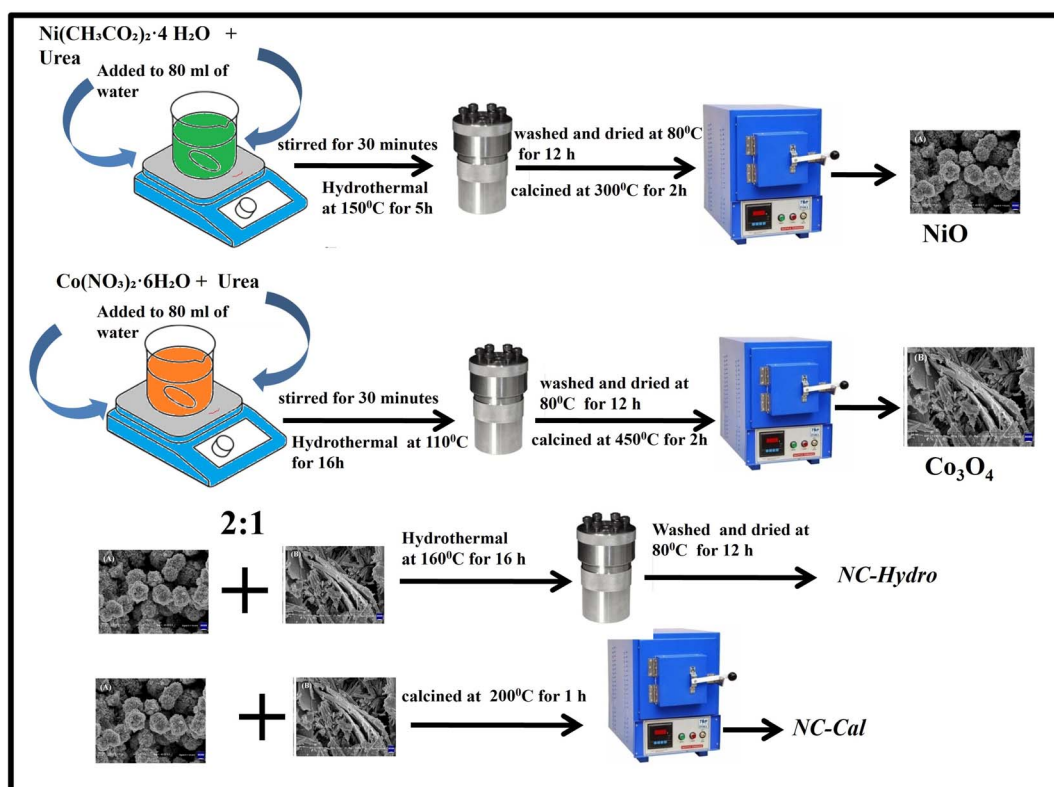 Ni(CH₃CO₂)₂·4 H₂O +
Urea
Added to 80 ml of
water
stirred for 30 minutes
Hydrothermal
at 150⁰C for 5h
washed and dried at 80⁰C
for 12 h
calcined at 300⁰C for 2h
(A)
NiO
Co(NO₃)₂·6H₂O + Urea
Added to 80 ml of
water
stirred for 30 minutes
Hydrothermal at 110⁰C
for 16h
washed and dried at
80⁰C for 12 h
calcined at 450⁰C for 2h
(B)
Co₃O₄
2:1
(A)
(B)
Hydrothermal
at 160⁰C for 16 h
Washed and dried at
80⁰C for 12 h
NC-Hydro
(A)
(B)
calcined at 200⁰C for 1 h
NC-Cal